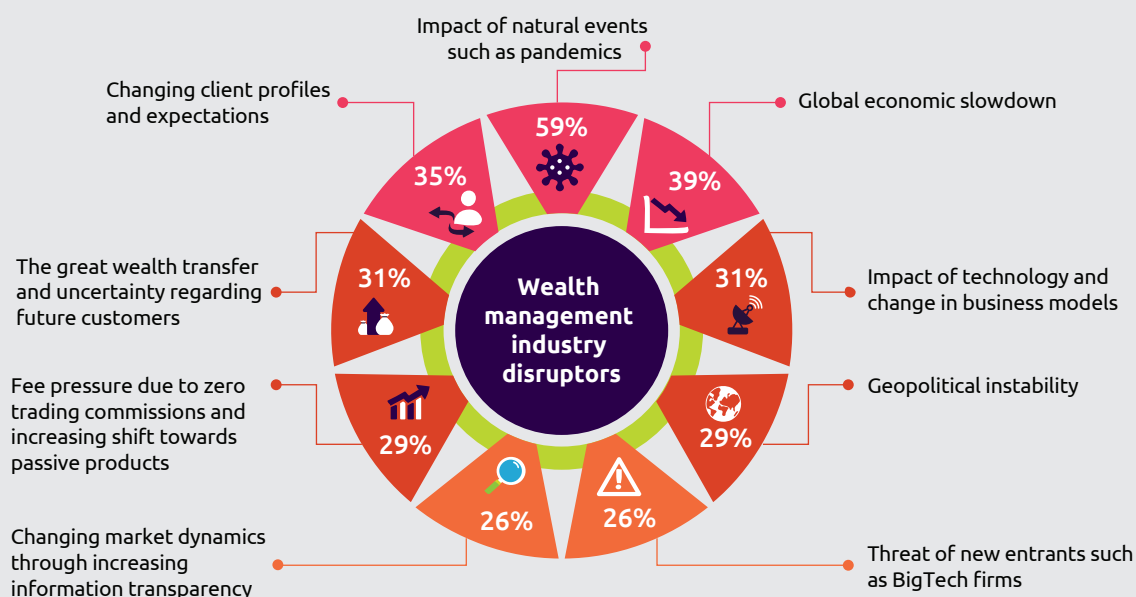 Impact of natural events
such as pandemics
Changing client profiles
and expectations
Global economic slowdown
59%
35%
39%
The great wealth transfer
and uncertainty regarding
future customers
31%
31%
Impact of technology and
change in business models
Wealth
management
industry
disruptors
Fee pressure due to zero
trading commissions and
increasing shift towards
passive products
29%
29%
Geopolitical instability
Changing market dynamics
through increasing
information transparency
26%
26%
Threat of new entrants such
as BigTech firms